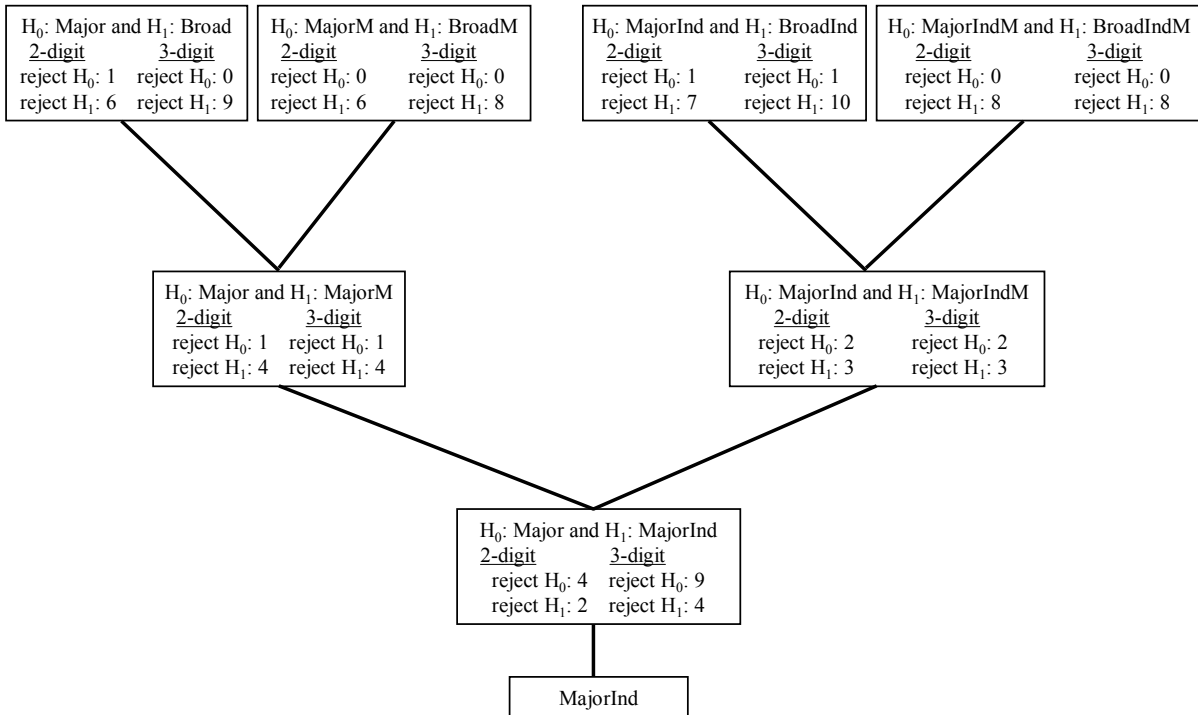 H₀: Major and H₁: Broad
2-digit 3-digit
reject H₀: 1 reject H₀: 0
reject H₁: 6 reject H₁: 9
H₀: MajorM and H₁: BroadM
2-digit 3-digit
reject H₀: 0 reject H₀: 0
reject H₁: 6 reject H₁: 8
H₀: MajorInd and H₁: BroadInd
2-digit 3-digit
reject H₀: 1 reject H₀: 1
reject H₁: 7 reject H₁: 10
H₀: MajorIndM and H₁: BroadIndM
2-digit 3-digit
reject H₀: 0 reject H₀: 0
reject H₁: 8 reject H₁: 8
H₀: Major and H₁: MajorM
2-digit 3-digit
reject H₀: 1 reject H₀: 1
reject H₁: 4 reject H₁: 4
H₀: MajorInd and H₁: MajorIndM
2-digit 3-digit
reject H₀: 2 reject H₀: 2
reject H₁: 3 reject H₁: 3
H₀: Major and H₁: MajorInd
2-digit 3-digit
reject H₀: 4 reject H₀: 9
reject H₁: 2 reject H₁: 4
MajorInd